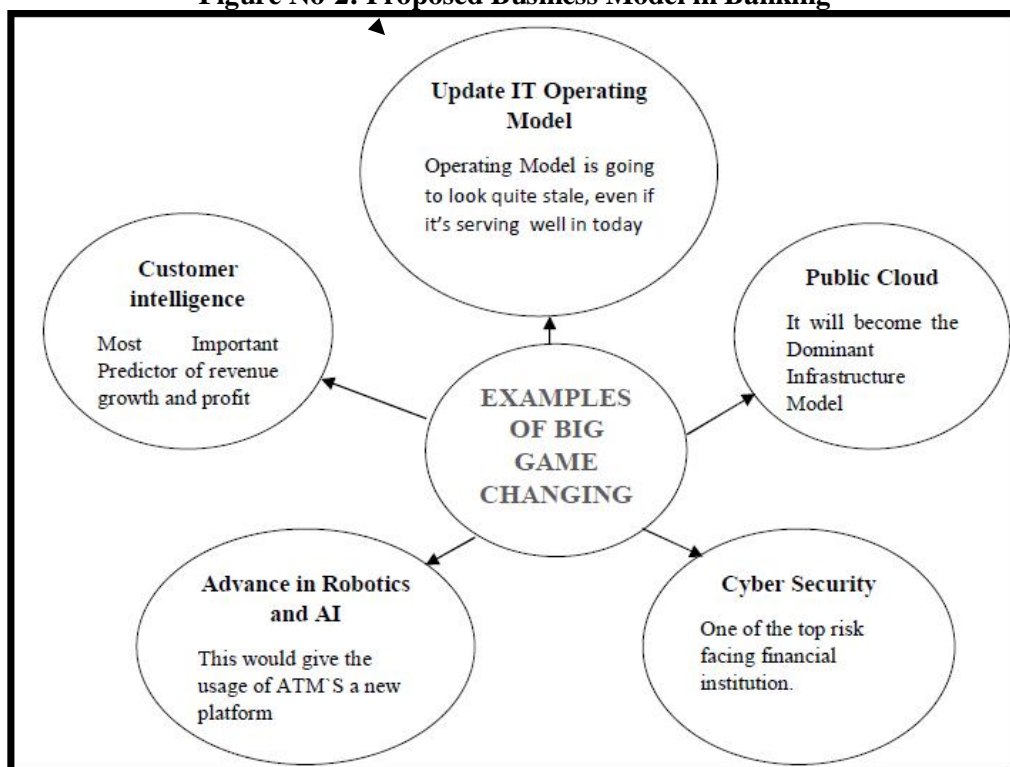 Figure No-2: Proposed Business Model in Banking
Update IT Operating
Model
Operating Model is going
to look quite stale, even if
it's serving well in today
Customer
intelligence
Most Important
Predictor of revenue
growth and profit
Public Cloud
It will become the
Dominant
Infrastructure
Model
EXAMPLES
OF BIG
GAME
CHANGING
Advance in Robotics
and AI
This would give the
usage of ATM`S a new
platform
Cyber Security
One of the top risk
facing financial
institution.